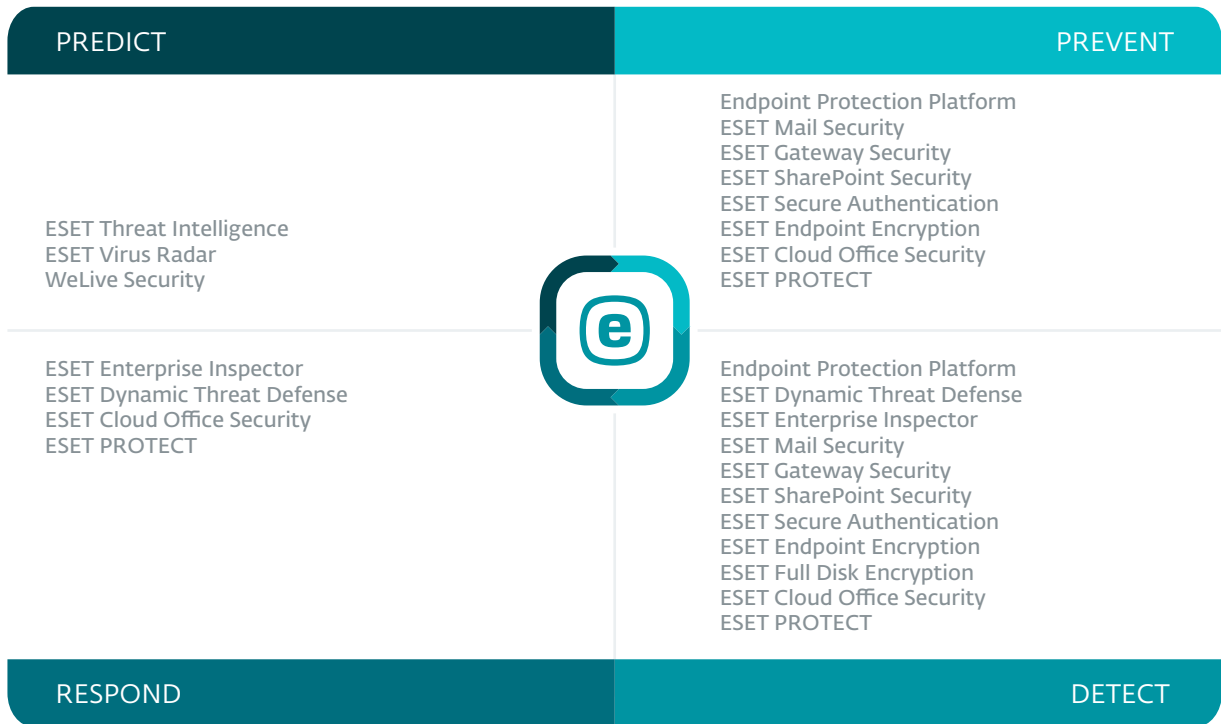 PREDICT
PREVENT
ESET Threat Intelligence
ESET Virus Radar
WeLive Security
Endpoint Protection Platform
ESET Mail Security
ESET Gateway Security
ESET SharePoint Security
ESET Secure Authentication
ESET Endpoint Encryption
ESET Cloud Office Security
ESET PROTECT
e
ESET Enterprise Inspector
ESET Dynamic Threat Defense
ESET Cloud Office Security
ESET PROTECT
Endpoint Protection Platform
ESET Dynamic Threat Defense
ESET Enterprise Inspector
ESET Mail Security
ESET Gateway Security
ESET SharePoint Security
ESET Secure Authentication
ESET Endpoint Encryption
ESET Full Disk Encryption
ESET Cloud Office Security
ESET PROTECT
RESPOND
DETECT